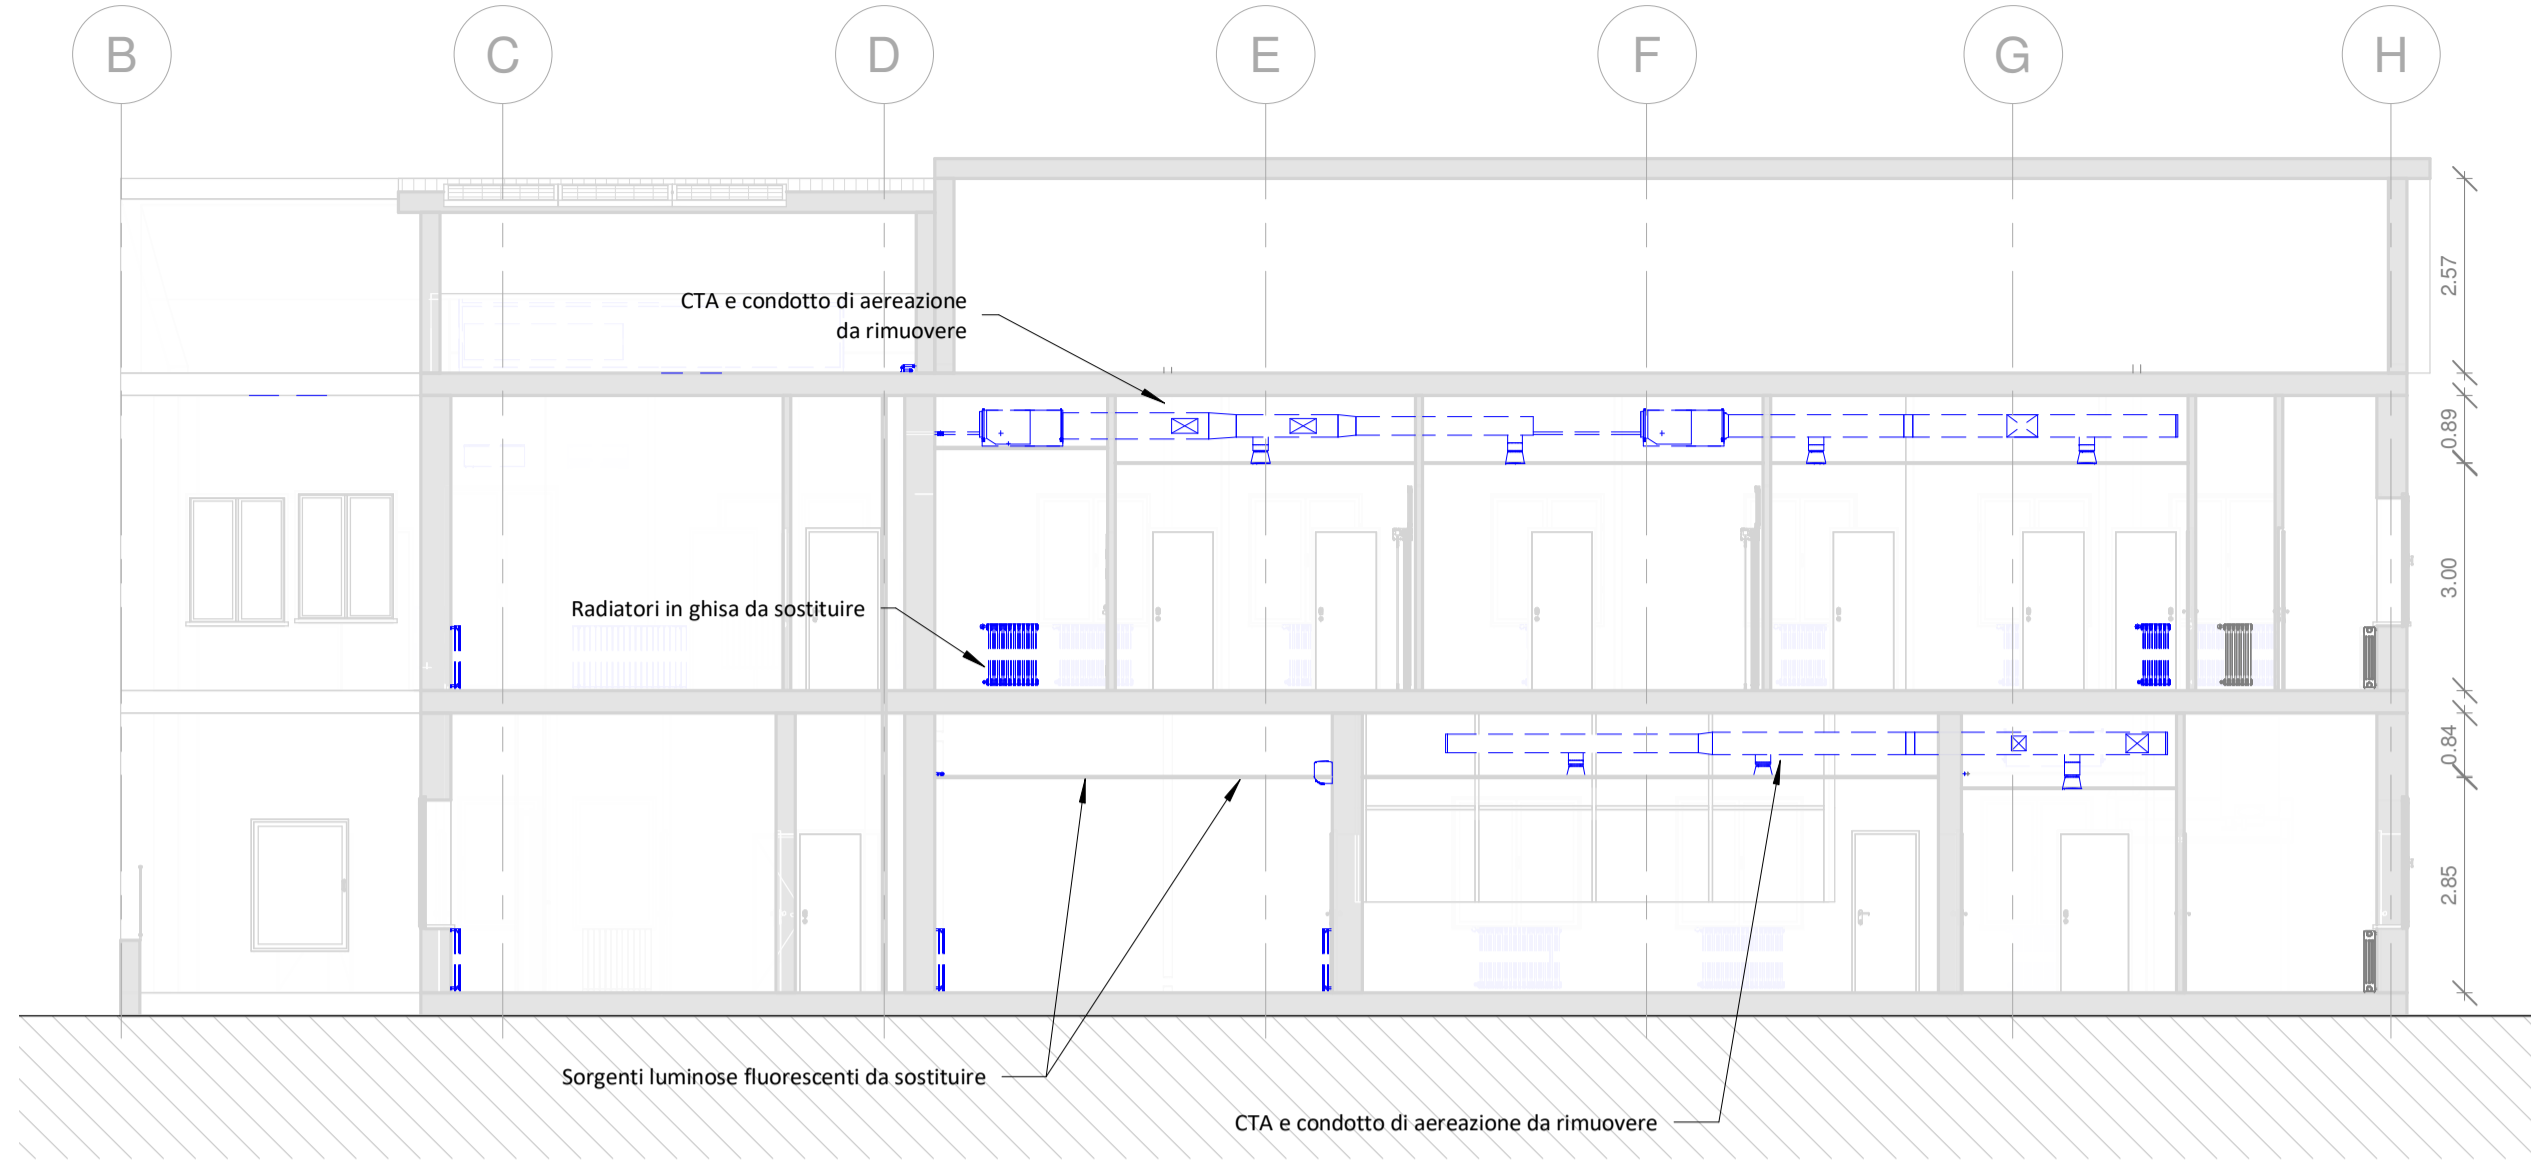 B
C
D
E
F
G
H
2.57
CTA e condotto di aereazione
da rimuovere
0.89
3.00
Radiatori in ghisa da sostituire
0.84
2.85
Sorgenti luminose fluorescenti da sostituire
CTA e condotto di aereazione da rimuovere